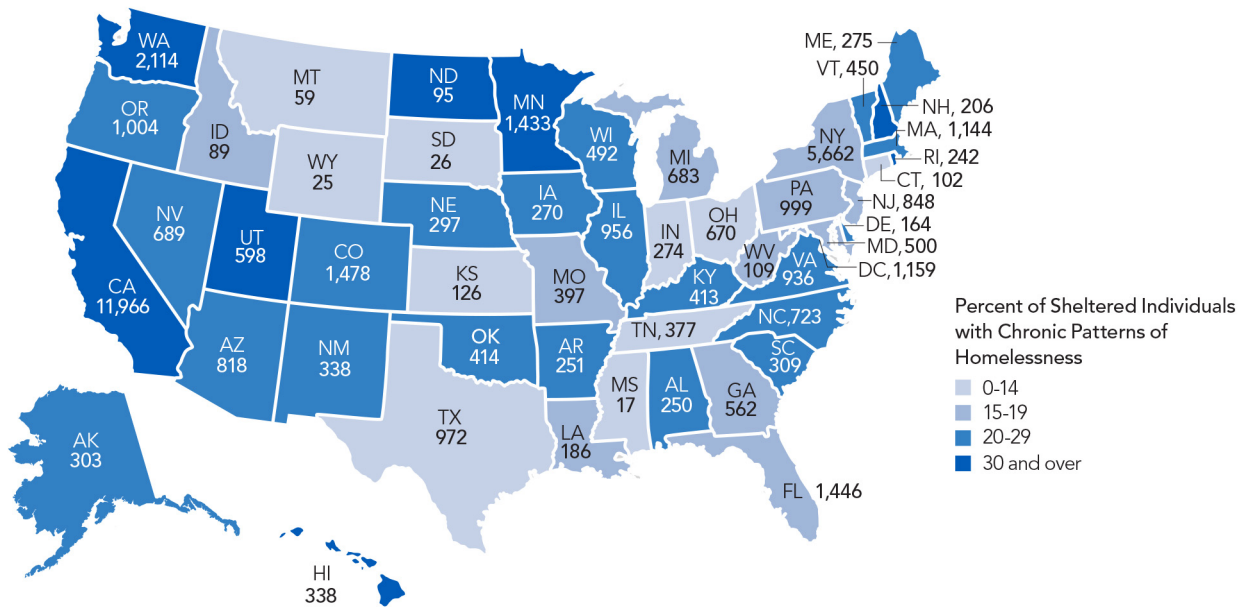 WA
2,114
OR
1,004
CA
11,966
ID
89
NV
689
MT
59
WY
25
UT
598
AZ
818
CO
1,478
NM
338
ND
95
SD
26
NE
297
KS
126
OK
414
TX
972
MN
1,433
IA
270
MO
397
AR
251
LA
186
WI
492
IL
956
MI
683
IN
274
OH
670
KY
413
TN, 377
MS
17
AL
250
GA
562
FL 1,446
SC
309
NC,723
VA
936
WV
109
PA
999
NY
5,662
ME, 275
VT, 450
NH, 206
MA, 1,144
RI, 242
CT, 102
NJ, 848
DE, 164
MD, 500
DC, 1,159
AK
303
HI
338
Percent of Sheltered Individuals
with Chronic Patterns of
Homelessness
0-14
15-19
20-29
30 and over